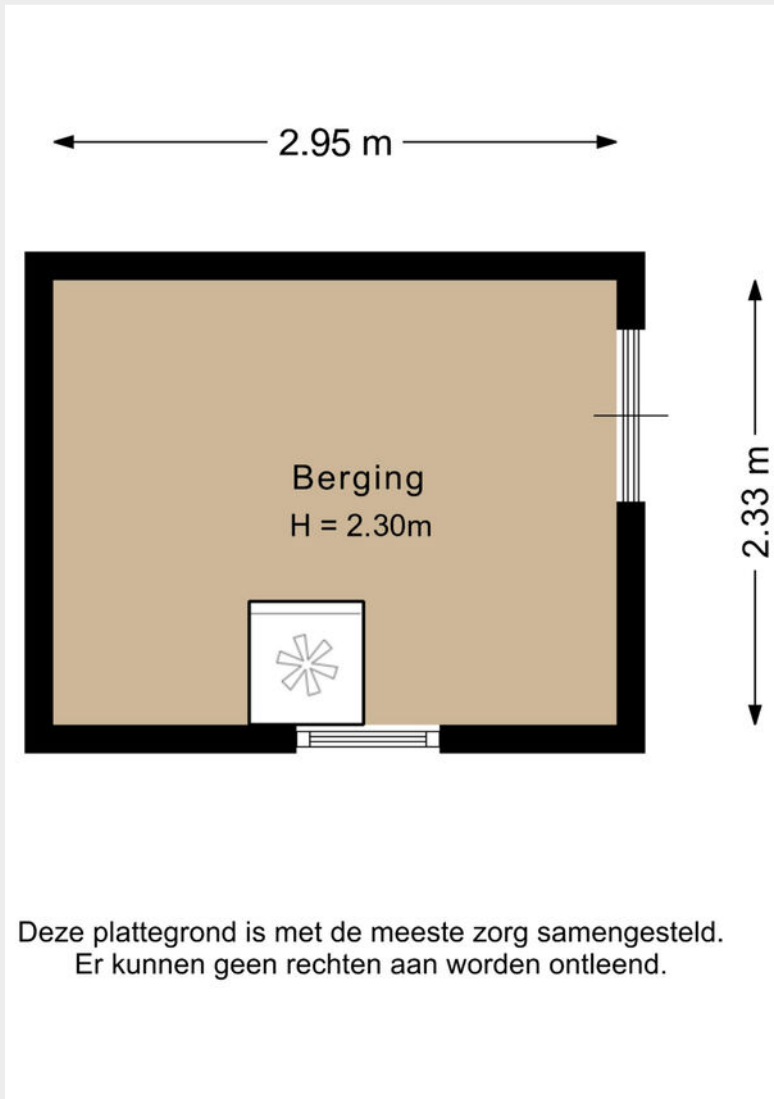 2.95 m
Berging
H = 2.30m
2.33 m
Deze plattegrond is met de meeste zorg samengesteld.
Er kunnen geen rechten aan worden ontleend.